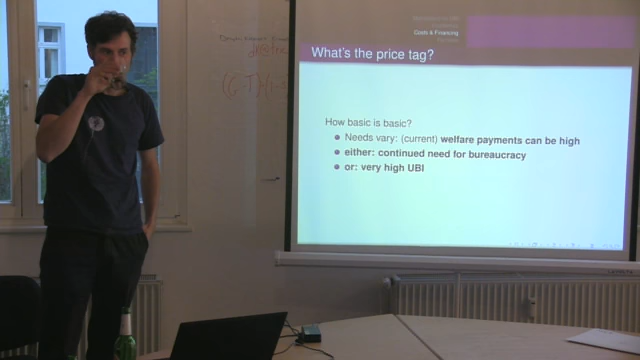 Costs & Financing
What's the price tag?
How basic is basic?
Needs vary: (current) welfare payments can be high
either: continued need for bureaucracy
or: very high UBI